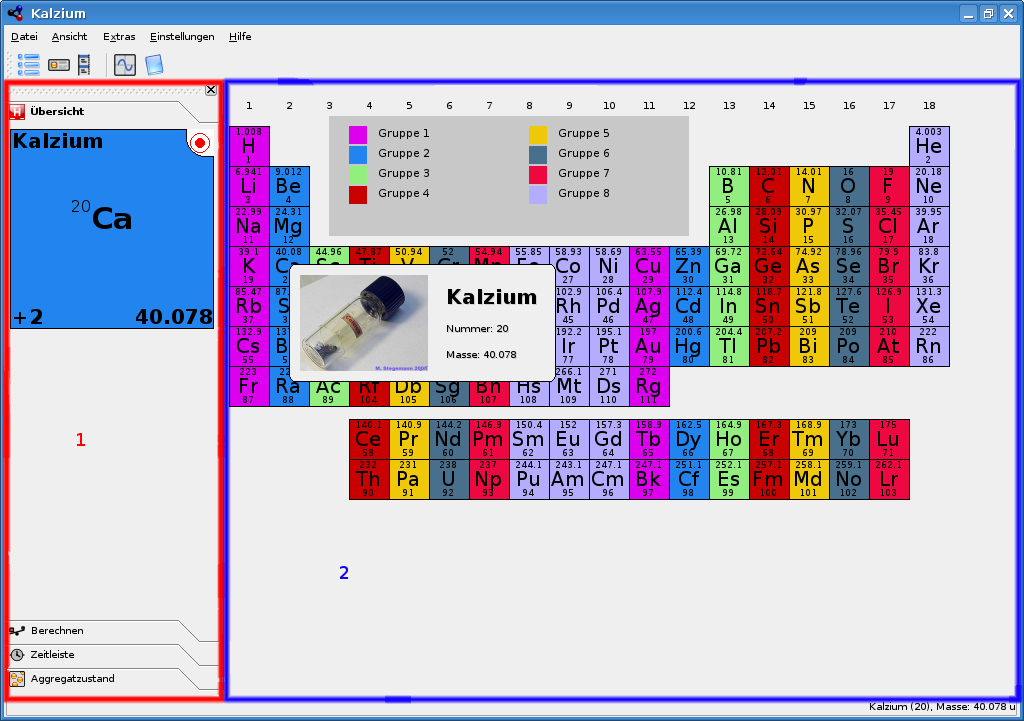 Kalzium
Datei Ansicht Extras Einstellungen Hilfe
Übersicht
Kalzium
20 Ca
+2 40.078
1
Berechnen
Zeitleiste
Aggregatzustand
1 2 3 4 5 6 7 8 9 10 11 12 13 14 15 16 17 18
Gruppe 1 Gruppe 5
Gruppe 2 Gruppe 6
Gruppe 3 Gruppe 7
Gruppe 4 Gruppe 8
1.008 4.003
H He
1 2
6.941 9.012 10.81 12.01 14.01 16 19 20.18
Li Be B C N O F Ne
3 4 5 6 7 8 9 10
22.99 24.31 26.98 28.09 30.97 32.07 35.45 39.95
Na Mg Al Si P S Cl Ar
11 12 13 14 15 16 17 18
39.1 40.08 44.96 47.87 50.94 52 54.94 55.85 58.93 58.69 63.55 65.39 69.72 72.64 74.92 78.96 79.9 83.8
K Co Ni Cu Zn Ga Ge As Se Br Kr
19 27 28 29 30 31 32 33 34 35 36
85.47 102.9 106.4 107.9 112.4 114.8 118.7 121.8 127.6 126.9 131.3
Rb Rh Pd Ag Cd In Sn Sb Te I Xe
37 45 46 47 48 49 50 51 52 53 54
132.9 192.2 195.1 197 200.6 204.4 207.2 209 209 210 222
Cs Ir Pt Au Hg Tl Pb Bi Po At Rn
55 77 78 79 80 81 82 83 84 85 86
223 266.1 271 272
Fr Ra Ac Rf Db Sg Bh Hs Mt Ds Rg
87 88 89 104 105 106 107 108 109 110 111
Kalzium
Nummer: 20
Masse: 40.078
M. Stegemann 2005
140.1 140.9 144.2 146.9 150.4 152 157.3 158.9 162.5 164.9 167.3 168.9 173 175
Ce Pr Nd Pm Sm Eu Gd Tb Dy Ho Er Tm Yb Lu
58 59 60 61 62 63 64 65 66 67 68 69 70 71
232 231 238 237 244.1 243.1 247.1 247.1 251.1 252.1 257.1 258.1 259.1 262.1
Th Pa U Np Pu Am Cm Bk Cf Es Fm Md No Lr
90 91 92 93 94 95 96 97 98 99 100 101 102 103
2
Kalzium (20), Masse: 40.078 u